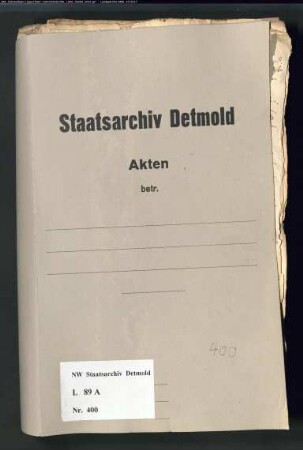 Staatsarchiv Detmold
Akten
betr.
400
NW Staatsarchiv Detmold
L 89 A
Nr. 400